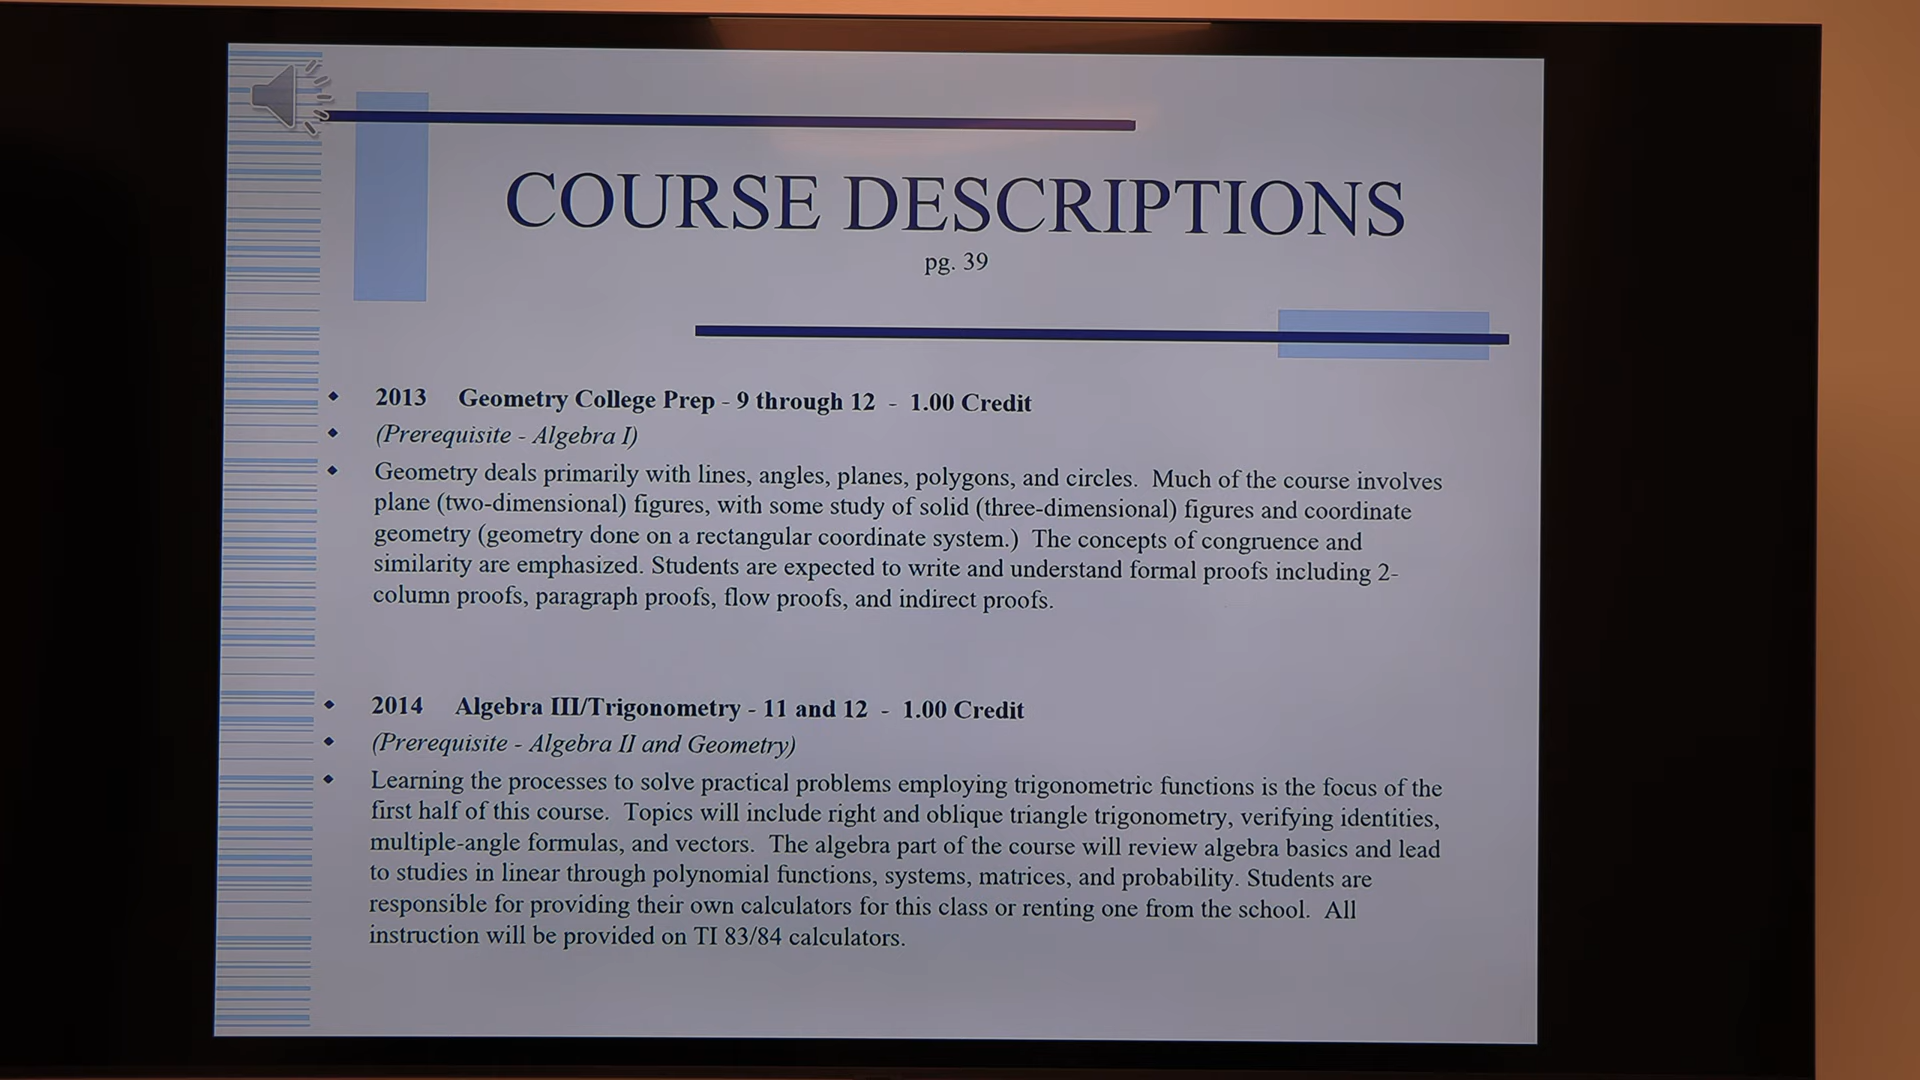 COURSE DESCRIPTIONS
pg. 39
2013 Geometry College Prep - 9 through 12 - 1.00 Credit
(Prerequisite - Algebra I)
Geometry deals primarily with lines, angles, planes, polygons, and circles. Much of the course involves
plane (two-dimensional) figures, with some study of solid (three-dimensional) figures and coordinate
geometry (geometry done on a rectangular coordinate system.) The concepts of congruence and
similarity are emphasized. Students are expected to write and understand formal proofs including 2-
column proofs, paragraph proofs, flow proofs, and indirect proofs.
2014 Algebra III/Trigonometry - 11 and 12 - 1.00 Credit
(Prerequisite - Algebra II and Geometry)
Learning the processes to solve practical problems employing trigonometric functions is the focus of the
first half of this course. Topics will include right and oblique triangle trigonometry, verifying identities,
multiple-angle formulas, and vectors. The algebra part of the course will review algebra basics and lead
to studies in linear through polynomial functions, systems, matrices, and probability. Students are
responsible for providing their own calculators for this class or renting one from the school. All
instruction will be provided on TI 83/84 calculators.